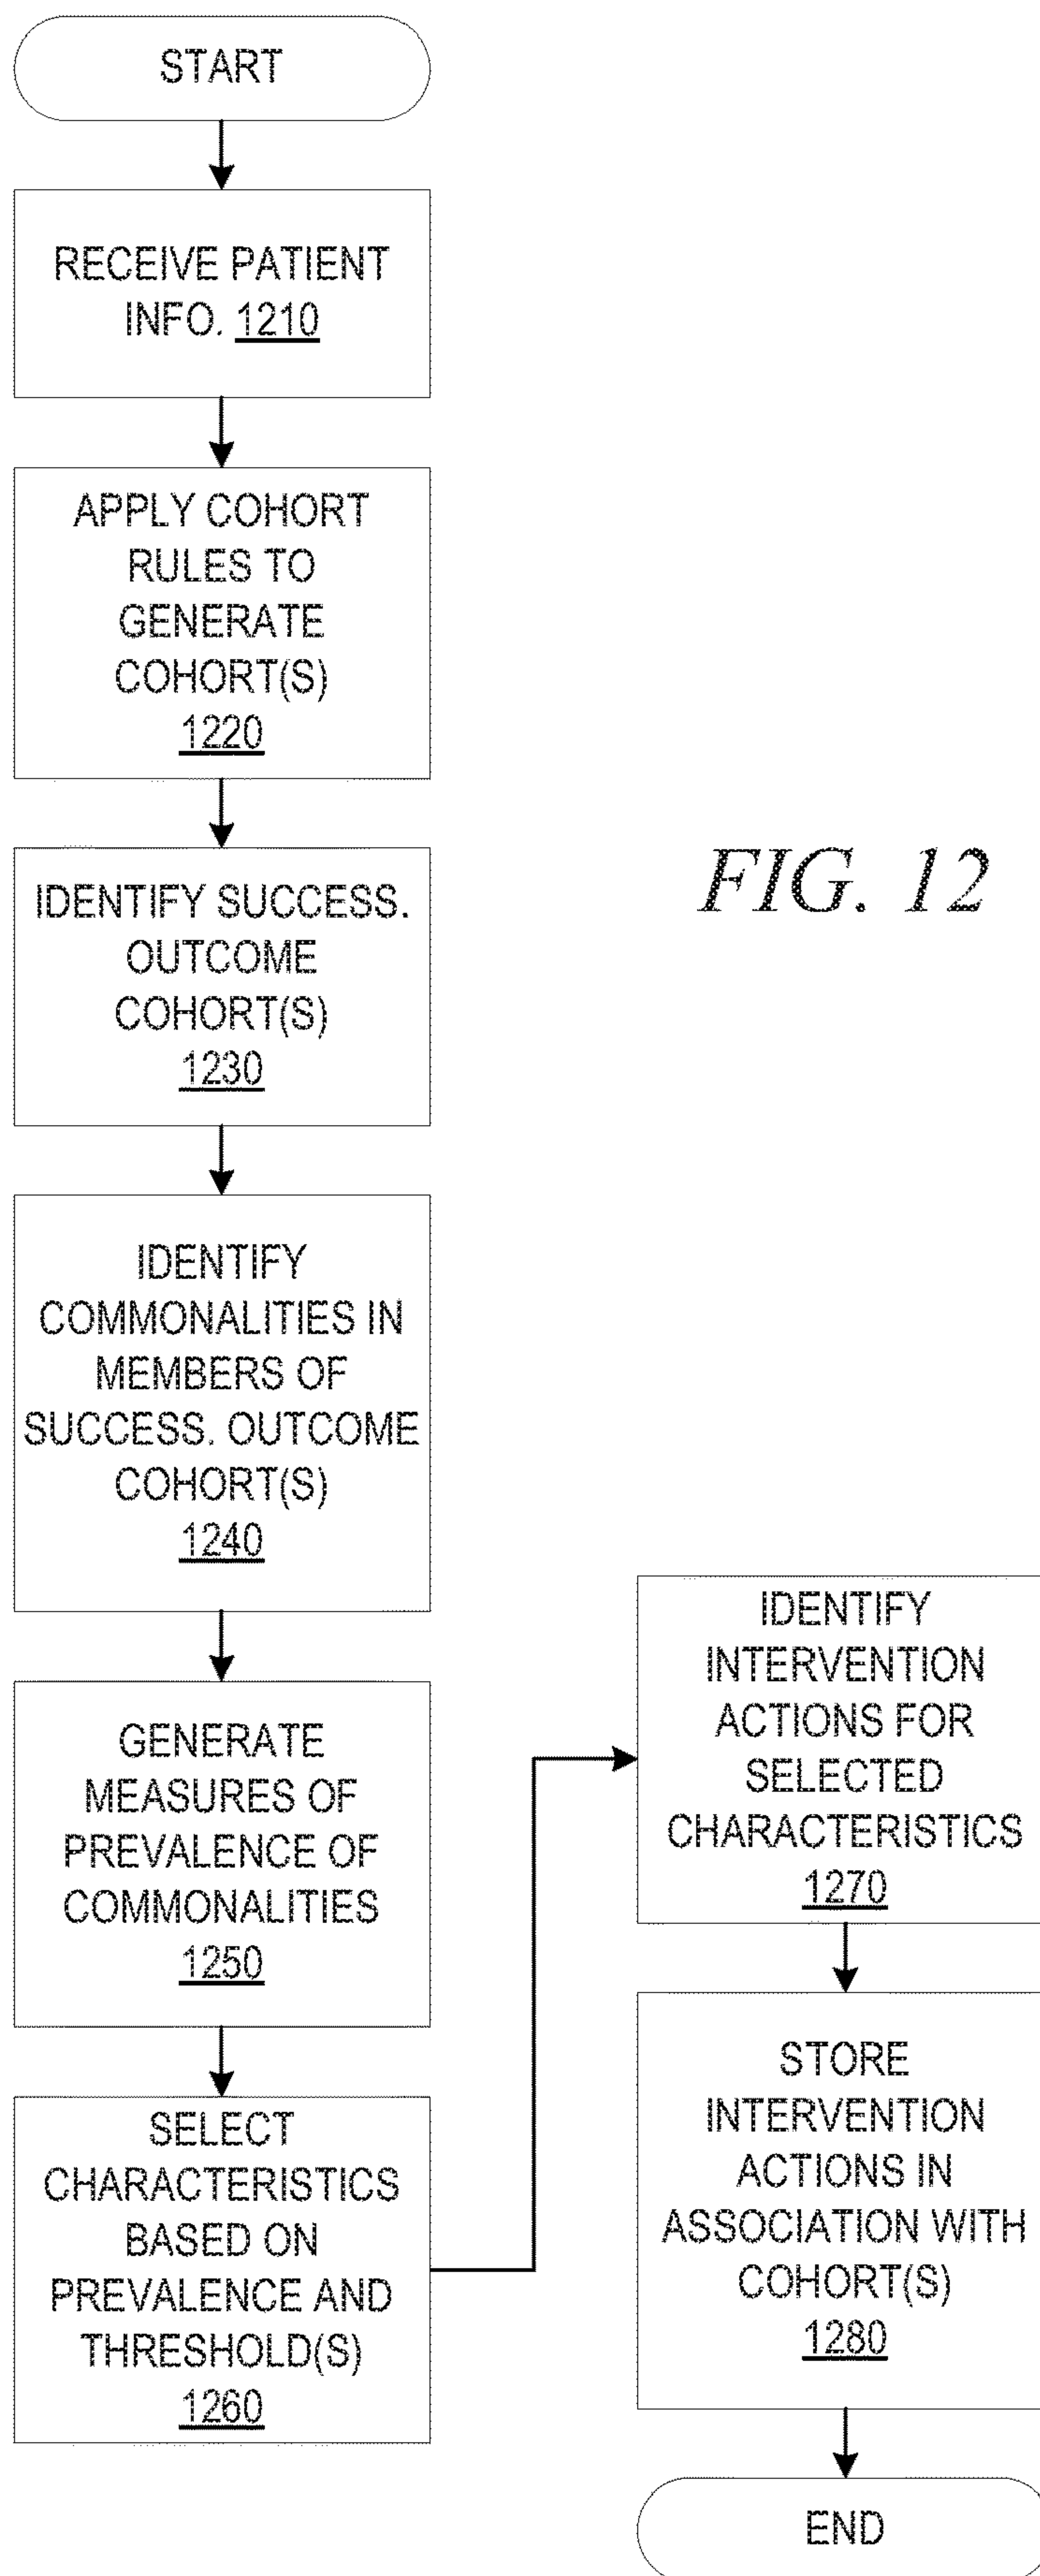 START
RECEIVE PATIENT
INFO. 1210
APPLY COHORT
RULES TO
GENERATE
COHORT(S)
1220
IDENTIFY SUCCESS.
OUTCOME
COHORT(S)
1230
IDENTIFY
COMMONALITIES IN
MEMBERS OF
SUCCESS. OUTCOME
COHORT(S)
1240
GENERATE
MEASURES OF
PREVALENCE OF
COMMONALITIES
1250
SELECT
CHARACTERISTICS
BASED ON
PREVALENCE AND
THRESHOLD(S)
1260
IDENTIFY
INTERVENTION
ACTIONS FOR
SELECTED
CHARACTERISTICS
1270
STORE
INTERVENTION
ACTIONS IN
ASSOCIATION WITH
COHORT(S)
1280
END
FIG. 12